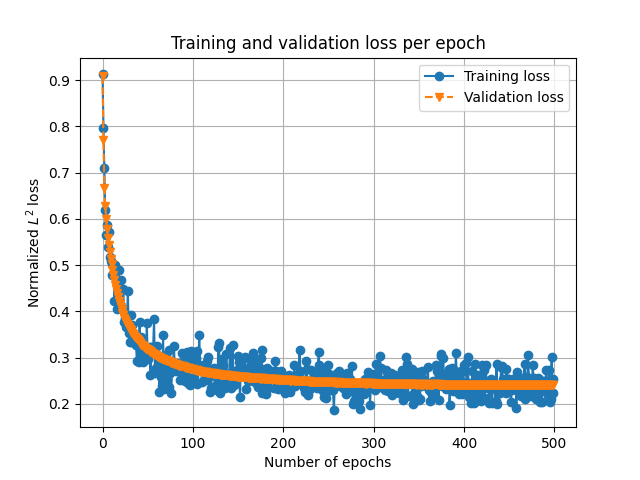 Training and validation loss per epoch
Training loss
Validation loss
Normalized L² loss
0.9
0.8
0.7
0.6
0.5
0.4
0.3
0.2
0 100 200 300 400 500
Number of epochs